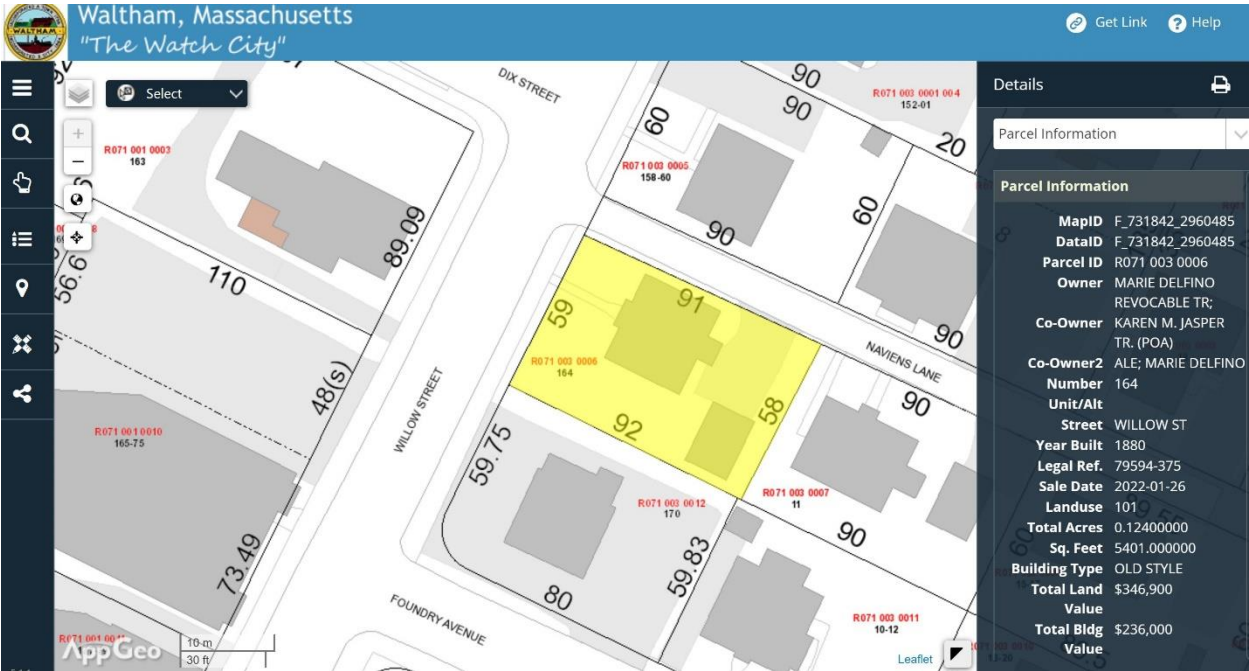 Waltham, Massachusetts
"The Watch City"
Get Link
Help
Select
Details
Parcel Information
Parcel Information
MapID F_731842_2960485
DataID F_731842_2960485
Parcel ID R071 003 0006
Owner MARIE DELFINO
REVOCABLE TR;
Co-Owner KAREN M. JASPER
TR. (POA)
Co-Owner2 ALE; MARIE DELFINO
Number 164
Unit/Alt
Street WILLOW ST
Year Built 1880
Legal Ref. 79594-375
Sale Date 2022-01-26
Landuse 101
Total Acres 0.12400000
Sq. Feet 5401.000000
Building Type OLD STYLE
Total Land $346,900
Value
Total Bldg $236,000
Value
DIX STREET
90
90
R071 003 0001 004
152-01
20
60
R071 003 0005
158-60
60
90
90
R071 001 0003
163
89.09
110
56.6
48(s)
WILLOW STREET
R071 001 0010
165-75
73.49
91
59
R071 003 0006
164
58
92
NAVIENS LANE
90
59.75
R071 003 0012
170
R071 003 0007
11
90
59.83
80
FOUNDRY AVENUE
R071 003 0011
10-12
AppGeo
10 m
30 ft
Leaflet